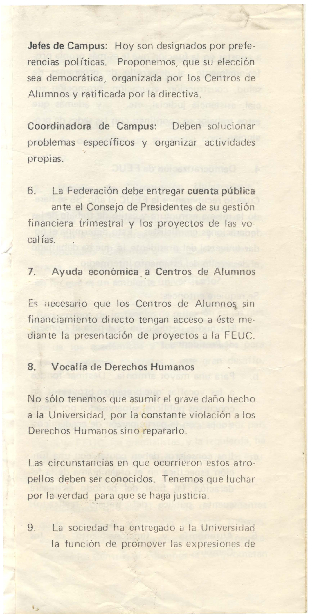 Jefes de Campus: Hoy son designados por prefe-
rencias políticas. Proponemos, que su elección
sea democrática, organizada por los Centros de
Alumnos y ratificada por la directiva.
Coordinadora de Campus: Deben solucionar
problemas específicos y organizar actividades
propias.
6. La Federación debe entregar cuenta pública
ante el Consejo de Presidentes de su gestión
financiera trimestral y los proyectos de las vo-
calías.
7. Ayuda económica a Centros de Alumnos
Es necesario que los Centros de Alumnos sin
financiamiento directo tengan acceso a éste me-
diante la presentación de proyectos a la FEUC.
8. Vocalía de Derechos Humanos
No sólo tenemos que asumir el grave daño hecho
a la Universidad, por la constante violación a los
Derechos Humanos sino repararlo.
Las circunstancias en que ocurrieron estos atro-
pellos deben ser conocidos. Tenemos que luchar
por la verdad para que se haga justicia.
9. La sociedad ha entregado a la Universidad
la función de promover las expresiones de